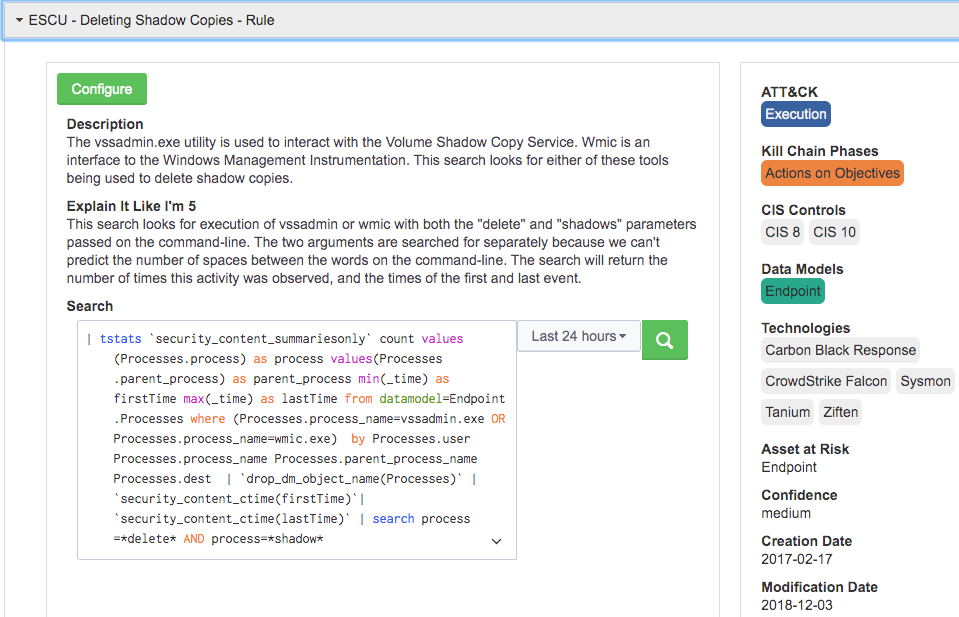 ESCU - Deleting Shadow Copies - Rule
Configure
Description
The vssadmin.exe utility is used to interact with the Volume Shadow Copy Service. Wmic is an
interface to the Windows Management Instrumentation. This search looks for either of these tools
being used to delete shadow copies.
Explain It Like I'm 5
This search looks for execution of vssadmin or wmic with both the "delete" and "shadows" parameters
passed on the command-line. The two arguments are searched for separately because we can't
predict the number of spaces between the words on the command-line. The search will return the
number of times this activity was observed, and the times of the first and last event.
Search
| tstats `security_content_summariesonly` count values
(Processes.process) as process values(Processes
.parent_process) as parent_process min(_time) as
firstTime max(_time) as lastTime from datamodel=Endpoint
.Processes where (Processes.process_name=vssadmin.exe OR
Processes.process_name=wmic.exe)  by Processes.user
Processes.process_name Processes.parent_process_name
Processes.dest  | `drop_dm_object_name(Processes)` |
`security_content_ctime(firstTime)`|
`security_content_ctime(lastTime)` | search process
=*delete* AND process=*shadow*
Last 24 hours
ATT&CK
Execution
Kill Chain Phases
Actions on Objectives
CIS Controls
CIS 8 CIS 10
Data Models
Endpoint
Technologies
Carbon Black Response
CrowdStrike Falcon Sysmon
Tanium Ziften
Asset at Risk
Endpoint
Confidence
medium
Creation Date
2017-02-17
Modification Date
2018-12-03